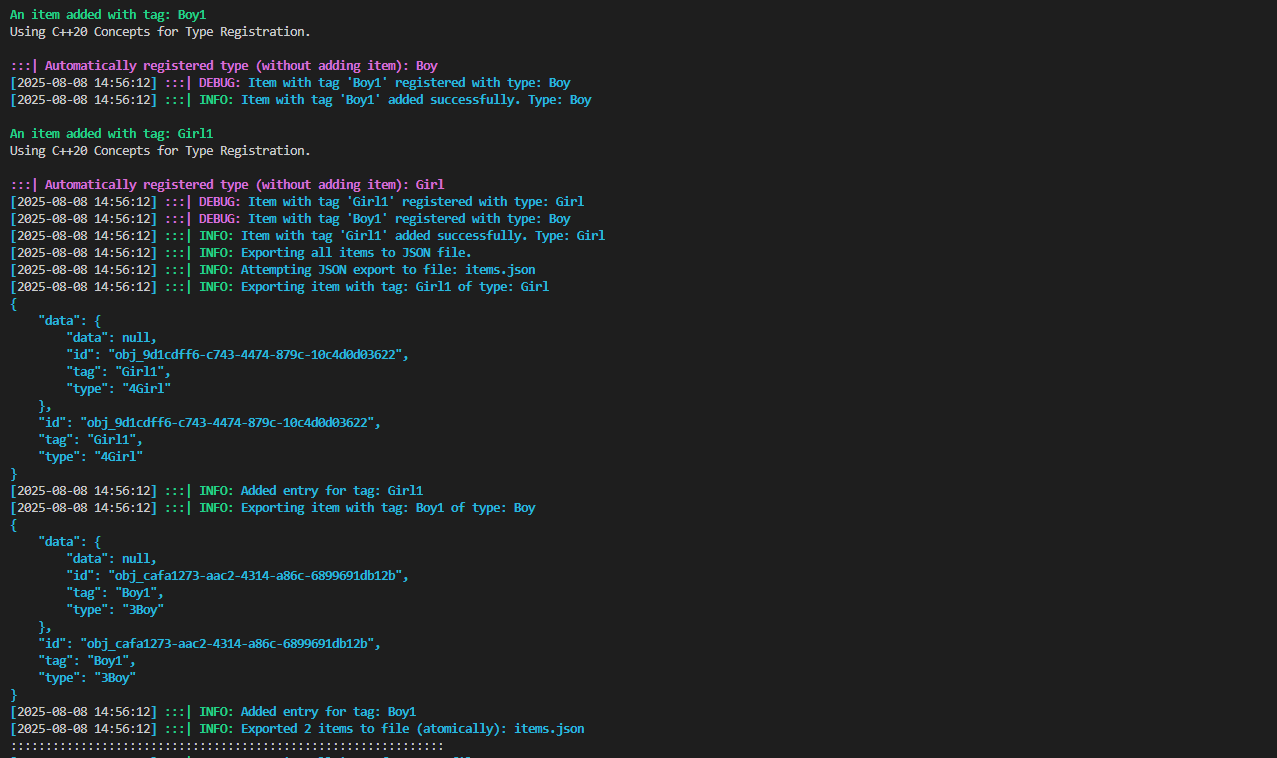 An item added with tag: Boy1
Using C++20 Concepts for Type Registration.
:::| Automatically registered type (without adding item): Boy
[2025-08-08 14:56:12] :::| DEBUG: Item with tag 'Boy1' registered with type: Boy
[2025-08-08 14:56:12] :::| INFO: Item with tag 'Boy1' added successfully. Type: Boy
An item added with tag: Girl1
Using C++20 Concepts for Type Registration.
:::| Automatically registered type (without adding item): Girl
[2025-08-08 14:56:12] :::| DEBUG: Item with tag 'Girl1' registered with type: Girl
[2025-08-08 14:56:12] :::| DEBUG: Item with tag 'Boy1' registered with type: Boy
[2025-08-08 14:56:12] :::| INFO: Item with tag 'Girl1' added successfully. Type: Girl
[2025-08-08 14:56:12] :::| INFO: Exporting all items to JSON file.
[2025-08-08 14:56:12] :::| INFO: Attempting JSON export to file: items.json
[2025-08-08 14:56:12] :::| INFO: Exporting item with tag: Girl1 of type: Girl
{
    "data": {
        "data": null,
        "id": "obj_9d1cdff6-c743-4474-879c-10c4d0d03622",
        "tag": "Girl1",
        "type": "4Girl"
    },
    "id": "obj_9d1cdff6-c743-4474-879c-10c4d0d03622",
    "tag": "Girl1",
    "type": "4Girl"
}
[2025-08-08 14:56:12] :::| INFO: Added entry for tag: Girl1
[2025-08-08 14:56:12] :::| INFO: Exporting item with tag: Boy1 of type: Boy
{
    "data": {
        "data": null,
        "id": "obj_cafa1273-aac2-4314-a86c-6899691db12b",
        "tag": "Boy1",
        "type": "3Boy"
    },
    "id": "obj_cafa1273-aac2-4314-a86c-6899691db12b",
    "tag": "Boy1",
    "type": "3Boy"
}
[2025-08-08 14:56:12] :::| INFO: Added entry for tag: Boy1
[2025-08-08 14:56:12] :::| INFO: Exported 2 items to file (atomically): items.json
::::::::::::::::::::::::::::::::::::::::::::::::::::::::::::::